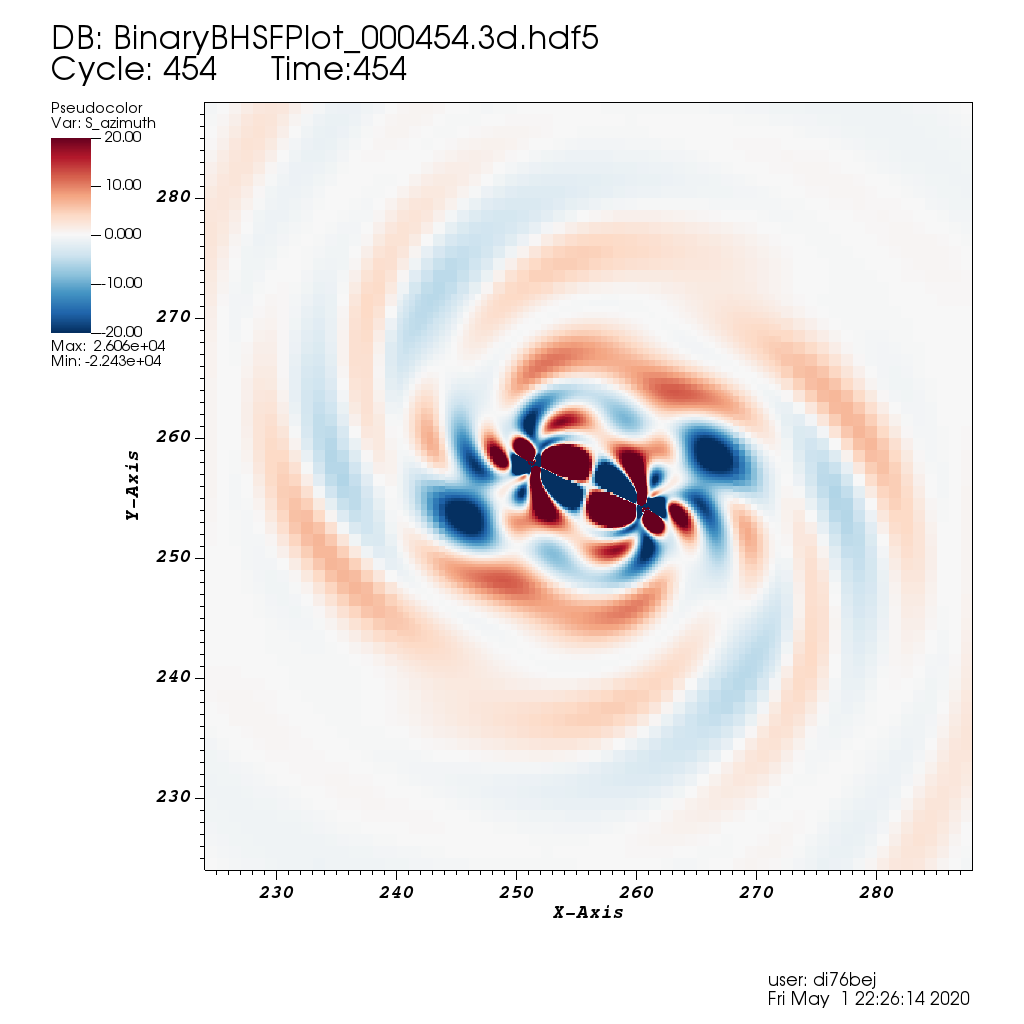 DB: BinaryBHSFPlot_000454.3d.hdf5
Cycle: 454 Time:454
Pseudocolor
Var: S_azimuth
20.00
10.00
0.000
-10.00
-20.00
Max: 2.606e+04
Min: -2.243e+04
280
270
260
250
240
230
Y-Axis
230 240 250 260 270 280
X-Axis
user: di76bej
Fri May 1 22:26:14 2020